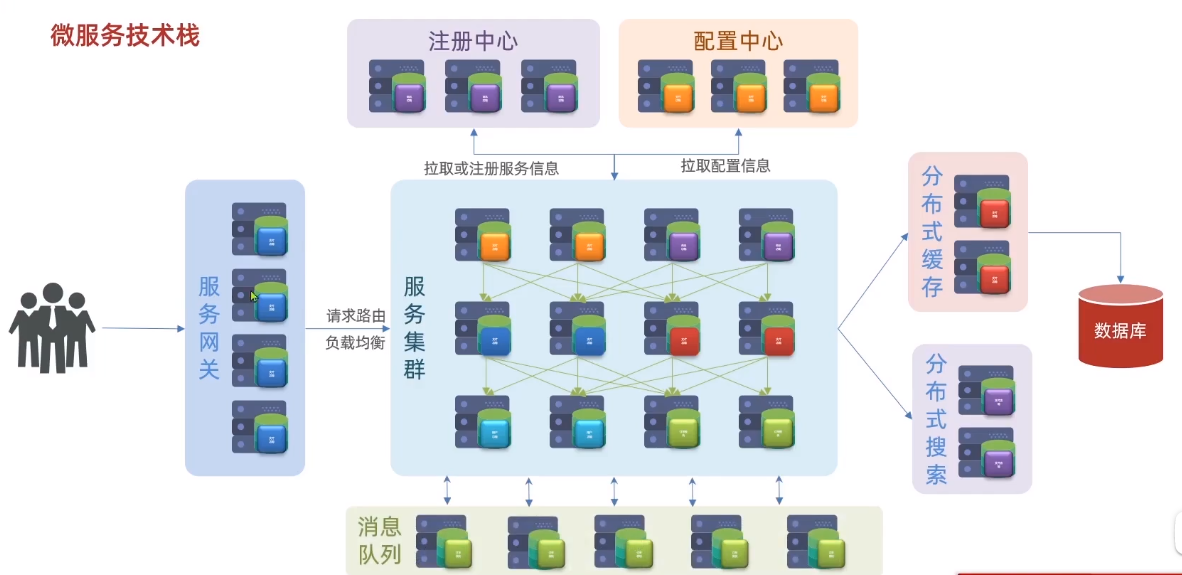 微服务技术栈
注册中心
配置中心
拉取或注册服务信息
拉取配置信息
服务网关
请求路由
负载均衡
服务集群
分布式缓存
数据库
分布式搜索
消息
队列